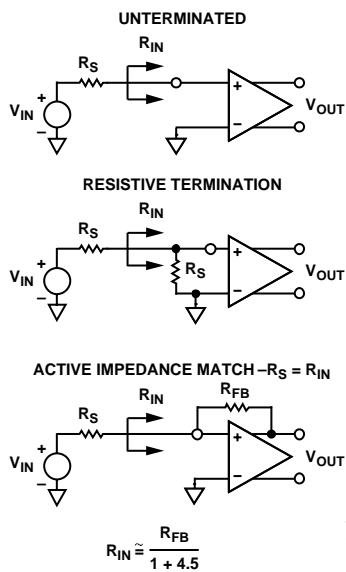 UNTERMINATED
R_IN
R_S
V_IN
+
−
+
−
V_OUT
RESISTIVE TERMINATION
R_IN
R_S
R_S
V_IN
+
−
+
−
V_OUT
ACTIVE IMPEDANCE MATCH –R_S = R_IN
R_FB
R_IN
R_S
V_IN
+
−
+
−
V_OUT
R_IN ≅ R_FB
1 + 4.5